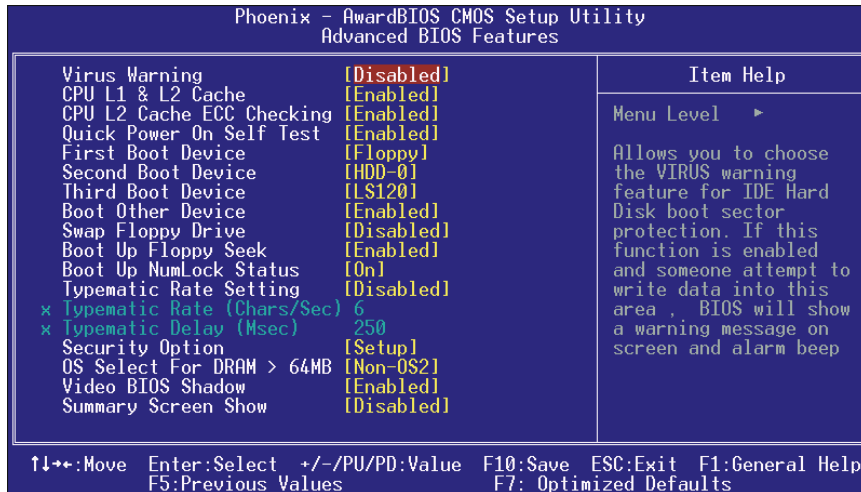 Phoenix - AwardBIOS CMOS Setup Utility
Advanced BIOS Features
Virus Warning [Disabled]
CPU L1 & L2 Cache [Enabled]
CPU L2 Cache ECC Checking [Enabled]
Quick Power On Self Test [Enabled]
First Boot Device [Floppy]
Second Boot Device [HDD-0]
Third Boot Device [LS120]
Boot Other Device [Enabled]
Swap Floppy Drive [Disabled]
Boot Up Floppy Seek [Enabled]
Boot Up NumLock Status [On]
Typematic Rate Setting [Disabled]
x Typematic Rate (Chars/Sec) 6
x Typematic Delay (Msec) 250
Security Option [Setup]
OS Select For DRAM > 64MB [Non-OS2]
Video BIOS Shadow [Enabled]
Summary Screen Show [Disabled]
Item Help
Menu Level ▶
Allows you to choose
the VIRUS warning
feature for IDE Hard
Disk boot sector
protection. If this
function is enabled
and someone attempt to
write data into this
area , BIOS will show
a warning message on
screen and alarm beep
↑↓→←:Move Enter:Select +/-/PU/PD:Value F10:Save ESC:Exit F1:General Help
F5:Previous Values F7: Optimized Defaults